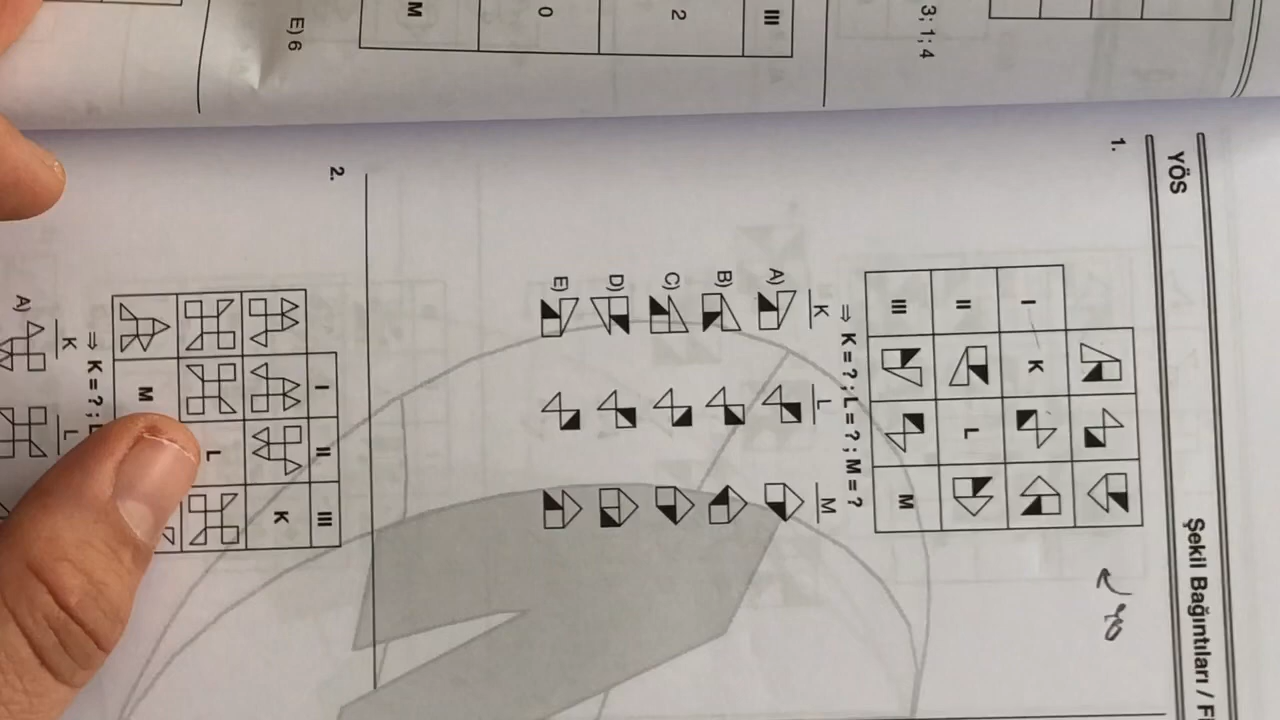 3; 1; 4
III
2
0
M
E) 6
YÖS
Şekil Bağıntıları / F
1.
I
K
II
L
III
M
⇒ K = ? ; L = ? ; M = ?
K
L
M
A)
B)
C)
D)
E)
2.
I
II
III
K
L
M
⇒ K = ? ;
K
L
A)